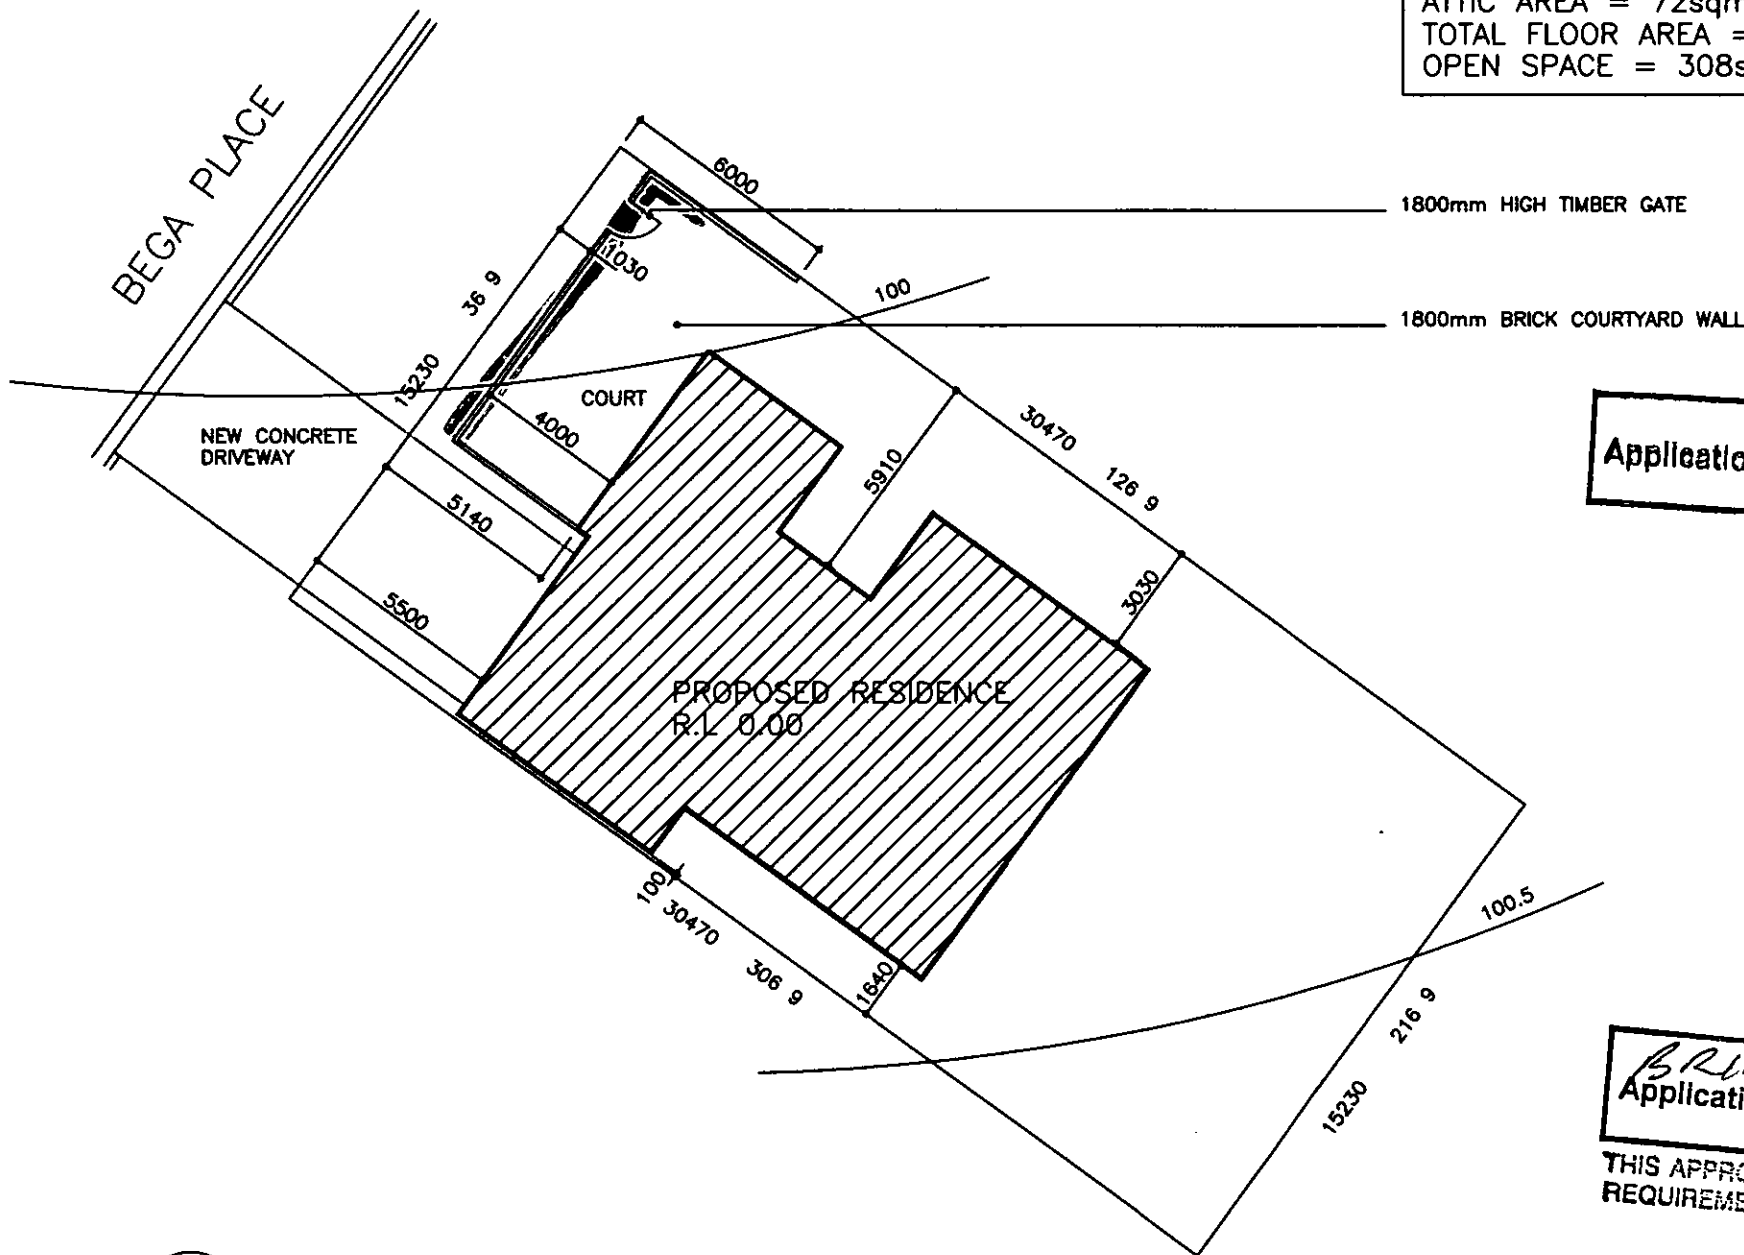 ATTIC AREA = 72sqm
TOTAL FLOOR AREA =
OPEN SPACE = 308s
BEGA PLACE
6000
1800mm HIGH TIMBER GATE
1030
36 9
100
1800mm BRICK COURTYARD WALL
15230
COURT
4000
NEW CONCRETE
DRIVEWAY
5910
30470
126 9
5140
5500
3030
PROPOSED RESIDENCE
R.L 0.00
100
30470
306 9
1640
100.5
216 9
15230
Applicatio
Applicati
THIS APPRO
REQUIREME